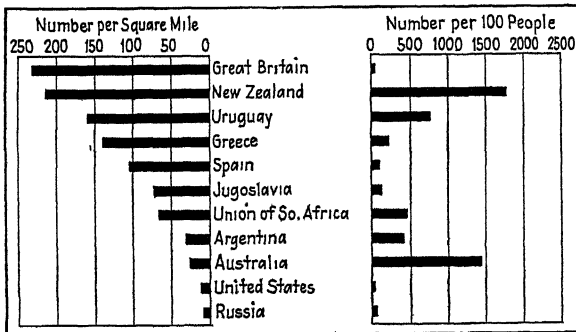 Number per Square Mile
Number per 100 People
250 200 150 100 50 0
0 500 1000 1500 2000 2500
Great Britain
New Zealand
Uruguay
Greece
Spain
Jugoslavia
Union of So. Africa
Argentina
Australia
United States
Russia